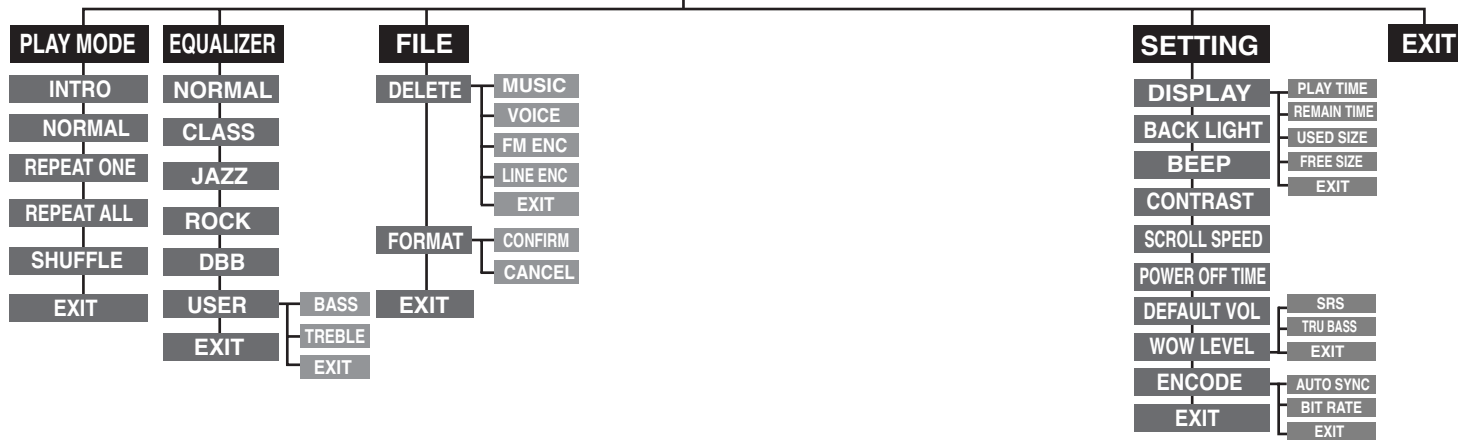 PLAY MODE
INTRO
NORMAL
REPEAT ONE
REPEAT ALL
SHUFFLE
EXIT
EQUALIZER
NORMAL
CLASS
JAZZ
ROCK
DBB
USER
BASS
TREBLE
EXIT
EXIT
FILE
DELETE
MUSIC
VOICE
FM ENC
LINE ENC
EXIT
FORMAT
CONFIRM
CANCEL
EXIT
SETTING
DISPLAY
PLAY TIME
REMAIN TIME
USED SIZE
FREE SIZE
EXIT
BACK LIGHT
BEEP
CONTRAST
SCROLL SPEED
POWER OFF TIME
DEFAULT VOL
WOW LEVEL
SRS
TRU BASS
EXIT
ENCODE
AUTO SYNC
BIT RATE
EXIT
EXIT
EXIT